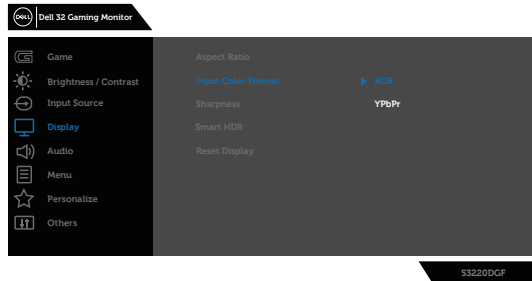 DELL
Dell 32 Gaming Monitor
Game
Brightness / Contrast
Input Source
Display
Audio
Menu
Personalize
Others
Aspect Ratio
Input Color Format
RGB
Sharpness
YPbPr
Smart HDR
Reset Display
S3220DGF